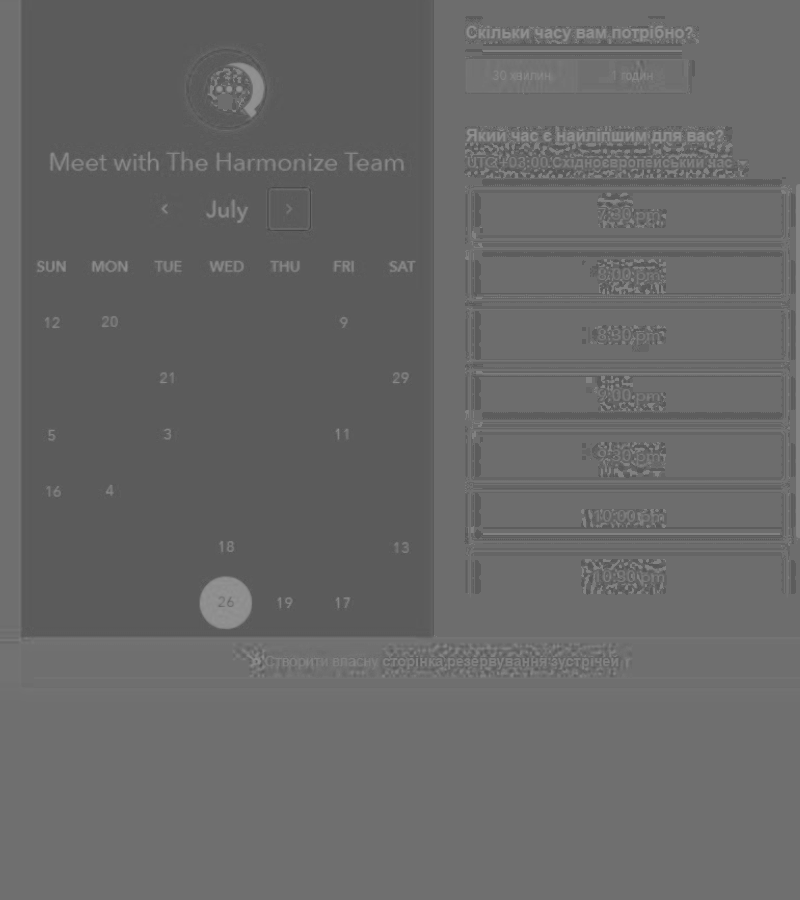 Meet with The Harmonize Team
July
SUN MON TUE WED THU FRI SAT
12 20 9
21 29
5 3 11
16 4
18 13
26 19 17
Скільки часу вам потрібно?
30 хвилин 1 годин
Який час є найліпшим для вас?
UTC +03:00 Східноєвропейський час
7:30 pm
8:00 pm
8:30 pm
9:00 pm
9:30 pm
10:00 pm
10:30 pm
Створити власну сторінка резервування зустрічей